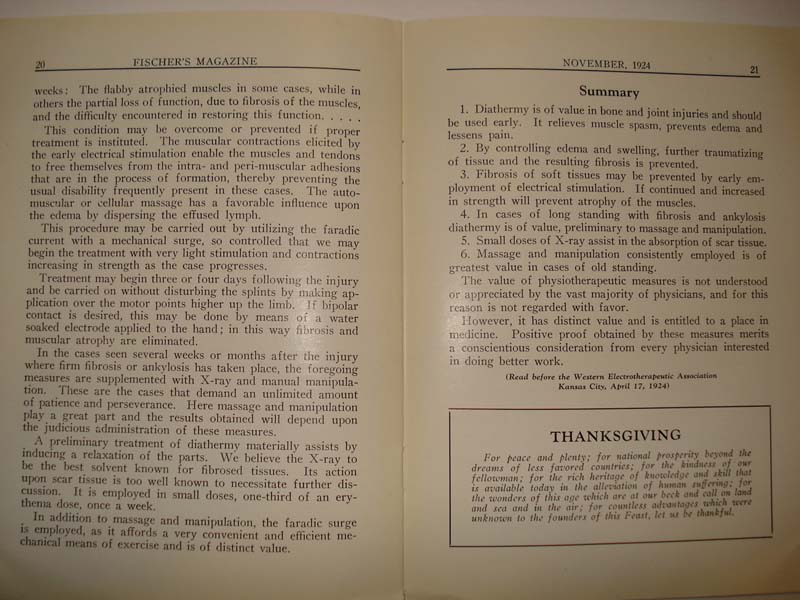 20 FISCHER'S MAGAZINE
weeks: The flabby atrophied muscles in some cases, while in
others the partial loss of function, due to fibrosis of the muscles,
and the difficulty encountered in restoring this function. . . . .
This condition may be overcome or prevented if proper
treatment is instituted. The muscular contractions elicited by
the early electrical stimulation enable the muscles and tendons
to free themselves from the intra- and peri-muscular adhesions
that are in the process of formation, thereby preventing the
usual disability frequently present in these cases. The auto-
muscular or cellular massage has a favorable influence upon
the edema by dispersing the effused lymph.
This procedure may be carried out by utilizing the faradic
current with a mechanical surge, so controlled that we may
begin the treatment with very light stimulation and contractions
increasing in strength as the case progresses.
Treatment may begin three or four days following the injury
and be carried on without disturbing the splints by making ap-
plication over the motor points higher up the limb. If bipolar
contact is desired, this may be done by means of a water
soaked electrode applied to the hand; in this way fibrosis and
muscular atrophy are eliminated.
In the cases seen several weeks or months after the injury
where firm fibrosis or ankylosis has taken place, the foregoing
measures are supplemented with X-ray and manual manipula-
tion. These are the cases that demand an unlimited amount
of patience and perseverance. Here massage and manipulation
play a great part and the results obtained will depend upon
the judicious administration of these measures.
A preliminary treatment of diathermy materially assists by
inducing a relaxation of the parts. We believe the X-ray to
be the best solvent known for fibrosed tissues. Its action
upon scar tissue is too well known to necessitate further dis-
cussion. It is employed in small doses, one-third of an ery-
thema dose, once a week.
In addition to massage and manipulation, the faradic surge
is employed, as it affords a very convenient and efficient me-
chanical means of exercise and is of distinct value.
NOVEMBER, 1924 21
Summary
1. Diathermy is of value in bone and joint injuries and should
be used early. It relieves muscle spasm, prevents edema and
lessens pain.
2. By controlling edema and swelling, further traumatizing
of tissue and the resulting fibrosis is prevented.
3. Fibrosis of soft tissues may be prevented by early em-
ployment of electrical stimulation. If continued and increased
in strength will prevent atrophy of the muscles.
4. In cases of long standing with fibrosis and ankylosis
diathermy is of value, preliminary to massage and manipulation.
5. Small doses of X-ray assist in the absorption of scar tissue.
6. Massage and manipulation consistently employed is of
greatest value in cases of old standing.
The value of physiotherapeutic measures is not understood
or appreciated by the vast majority of physicians, and for this
reason is not regarded with favor.
However, it has distinct value and is entitled to a place in
medicine. Positive proof obtained by these measures merits
a conscientious consideration from every physician interested
in doing better work.
(Read before the Western Electrotherapeutic Association
Kansas City, April 17, 1924)
THANKSGIVING
For peace and plenty; for national prosperity beyond the
dreams of less favored countries; for the kindness of our
fellowman; for the rich heritage of knowledge and skill that
is available today in the alleviation of human suffering; for
the wonders of this age which are at our beck and call on land
and sea and in the air; for countless advantages which were
unknown to the founders of this Feast, let us be thankful.